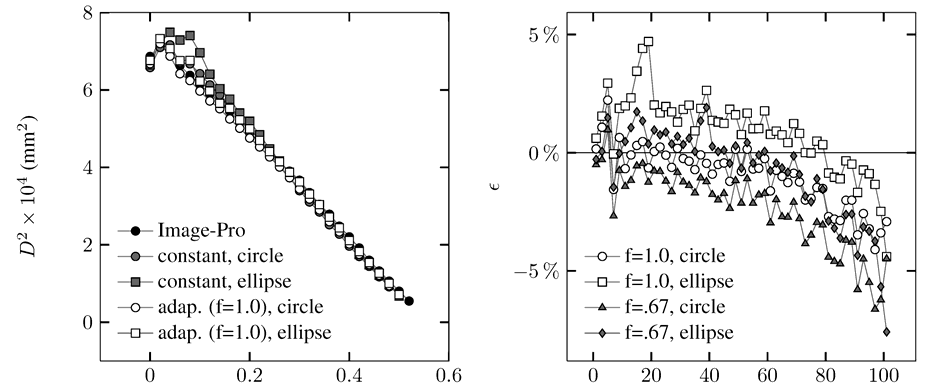 8
6
4
2
0
D² × 10⁴ (mm²)
Image-Pro
constant, circle
constant, ellipse
adap. (f=1.0), circle
adap. (f=1.0), ellipse
0 0.2 0.4 0.6
5 %
0 %
−5 %
ϵ
f=1.0, circle
f=1.0, ellipse
f=.67, circle
f=.67, ellipse
0 20 40 60 80 100